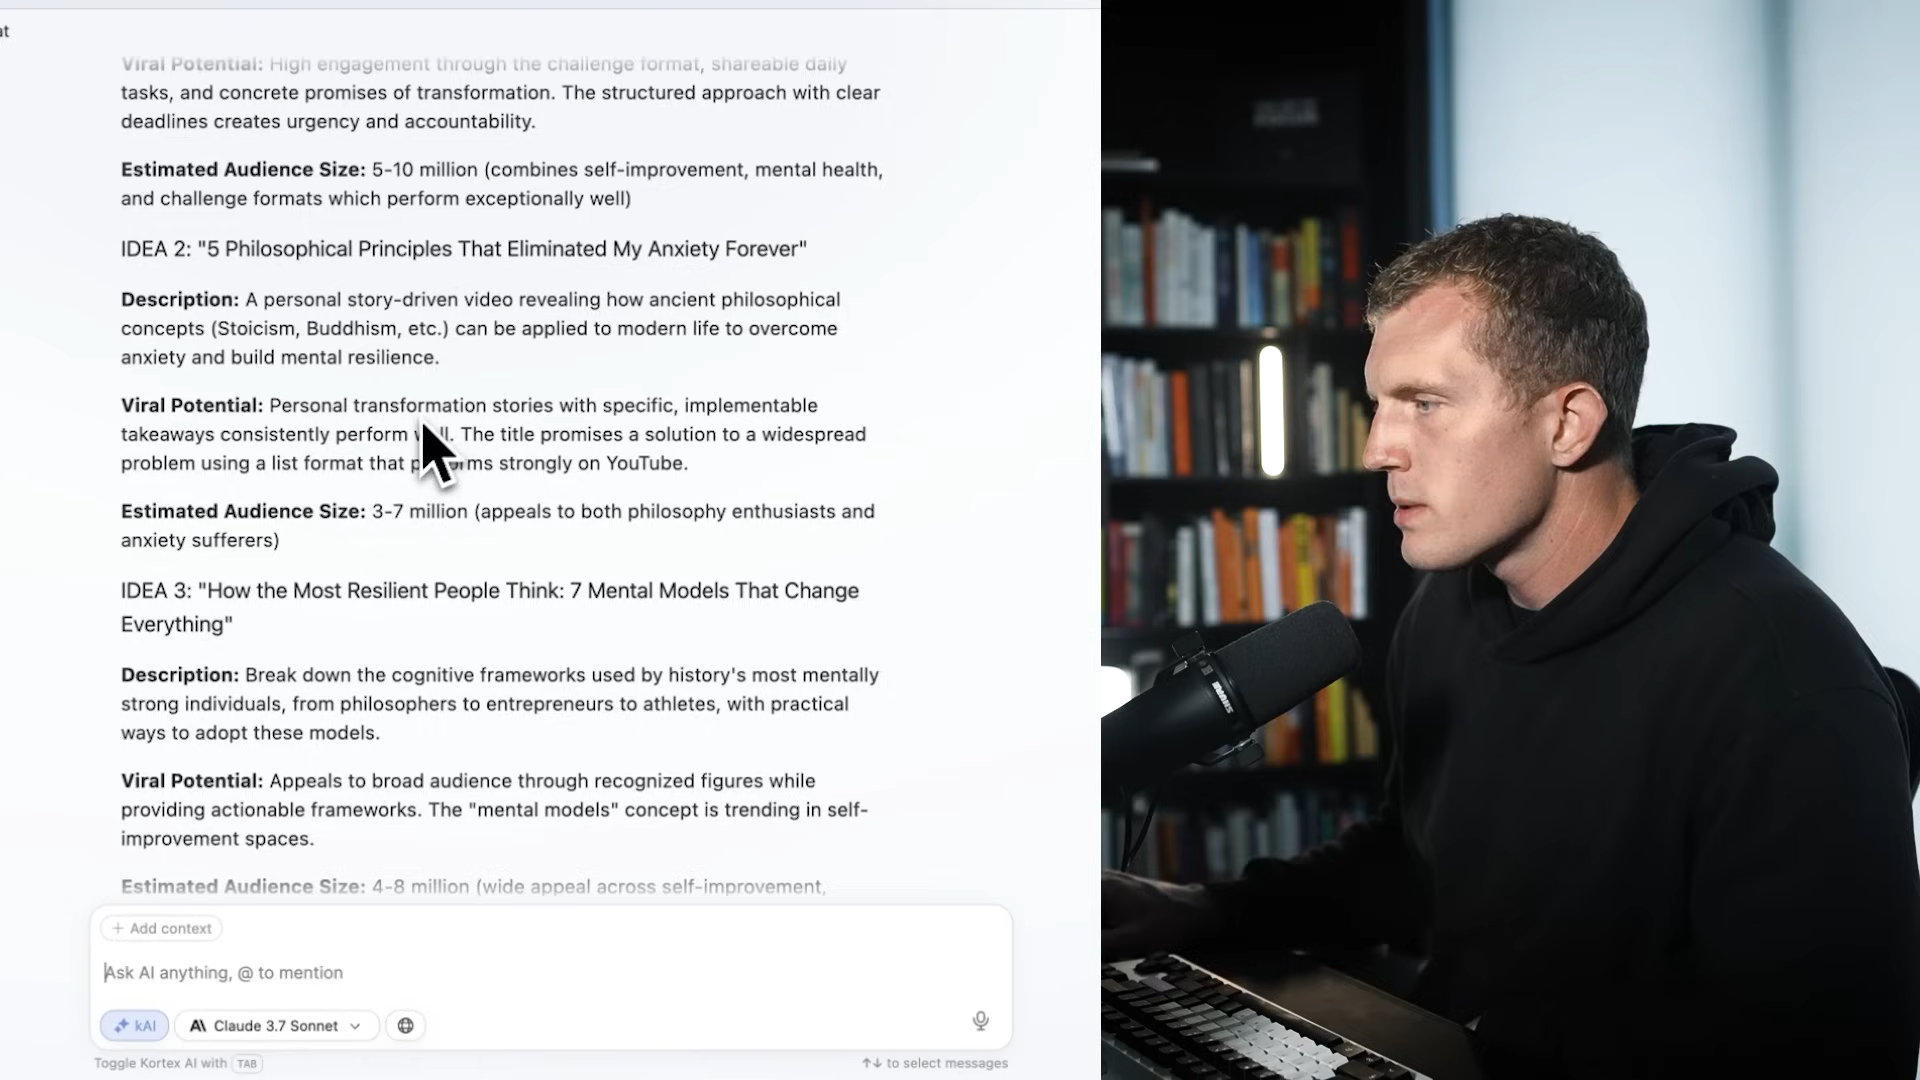 at
Viral Potential: High engagement through the challenge format, shareable daily
tasks, and concrete promises of transformation. The structured approach with clear
deadlines creates urgency and accountability.
Estimated Audience Size: 5-10 million (combines self-improvement, mental health,
and challenge formats which perform exceptionally well)
IDEA 2: "5 Philosophical Principles That Eliminated My Anxiety Forever"
Description: A personal story-driven video revealing how ancient philosophical
concepts (Stoicism, Buddhism, etc.) can be applied to modern life to overcome
anxiety and build mental resilience.
Viral Potential: Personal transformation stories with specific, implementable
takeaways consistently perform The title promises a solution to a widespread
problem using a list format that strongly on YouTube.
Estimated Audience Size: 3-7 million (appeals to both philosophy enthusiasts and
anxiety sufferers)
IDEA 3: "How the Most Resilient People Think: 7 Mental Models That Change
Everything"
Description: Break down the cognitive frameworks used by history's most mentally
strong individuals, from philosophers to entrepreneurs to athletes, with practical
ways to adopt these models.
Viral Potential: Appeals to broad audience through recognized figures while
providing actionable frameworks. The "mental models" concept is trending in self-
improvement spaces.
Estimated Audience Size: 4-8 million (wide appeal across self-improvement,
+ Add context
Ask AI anything, @ to mention
kAI
Claude 3.7 Sonnet
Toggle Kortex AI with TAB
↑↓ to select messages
SHURE